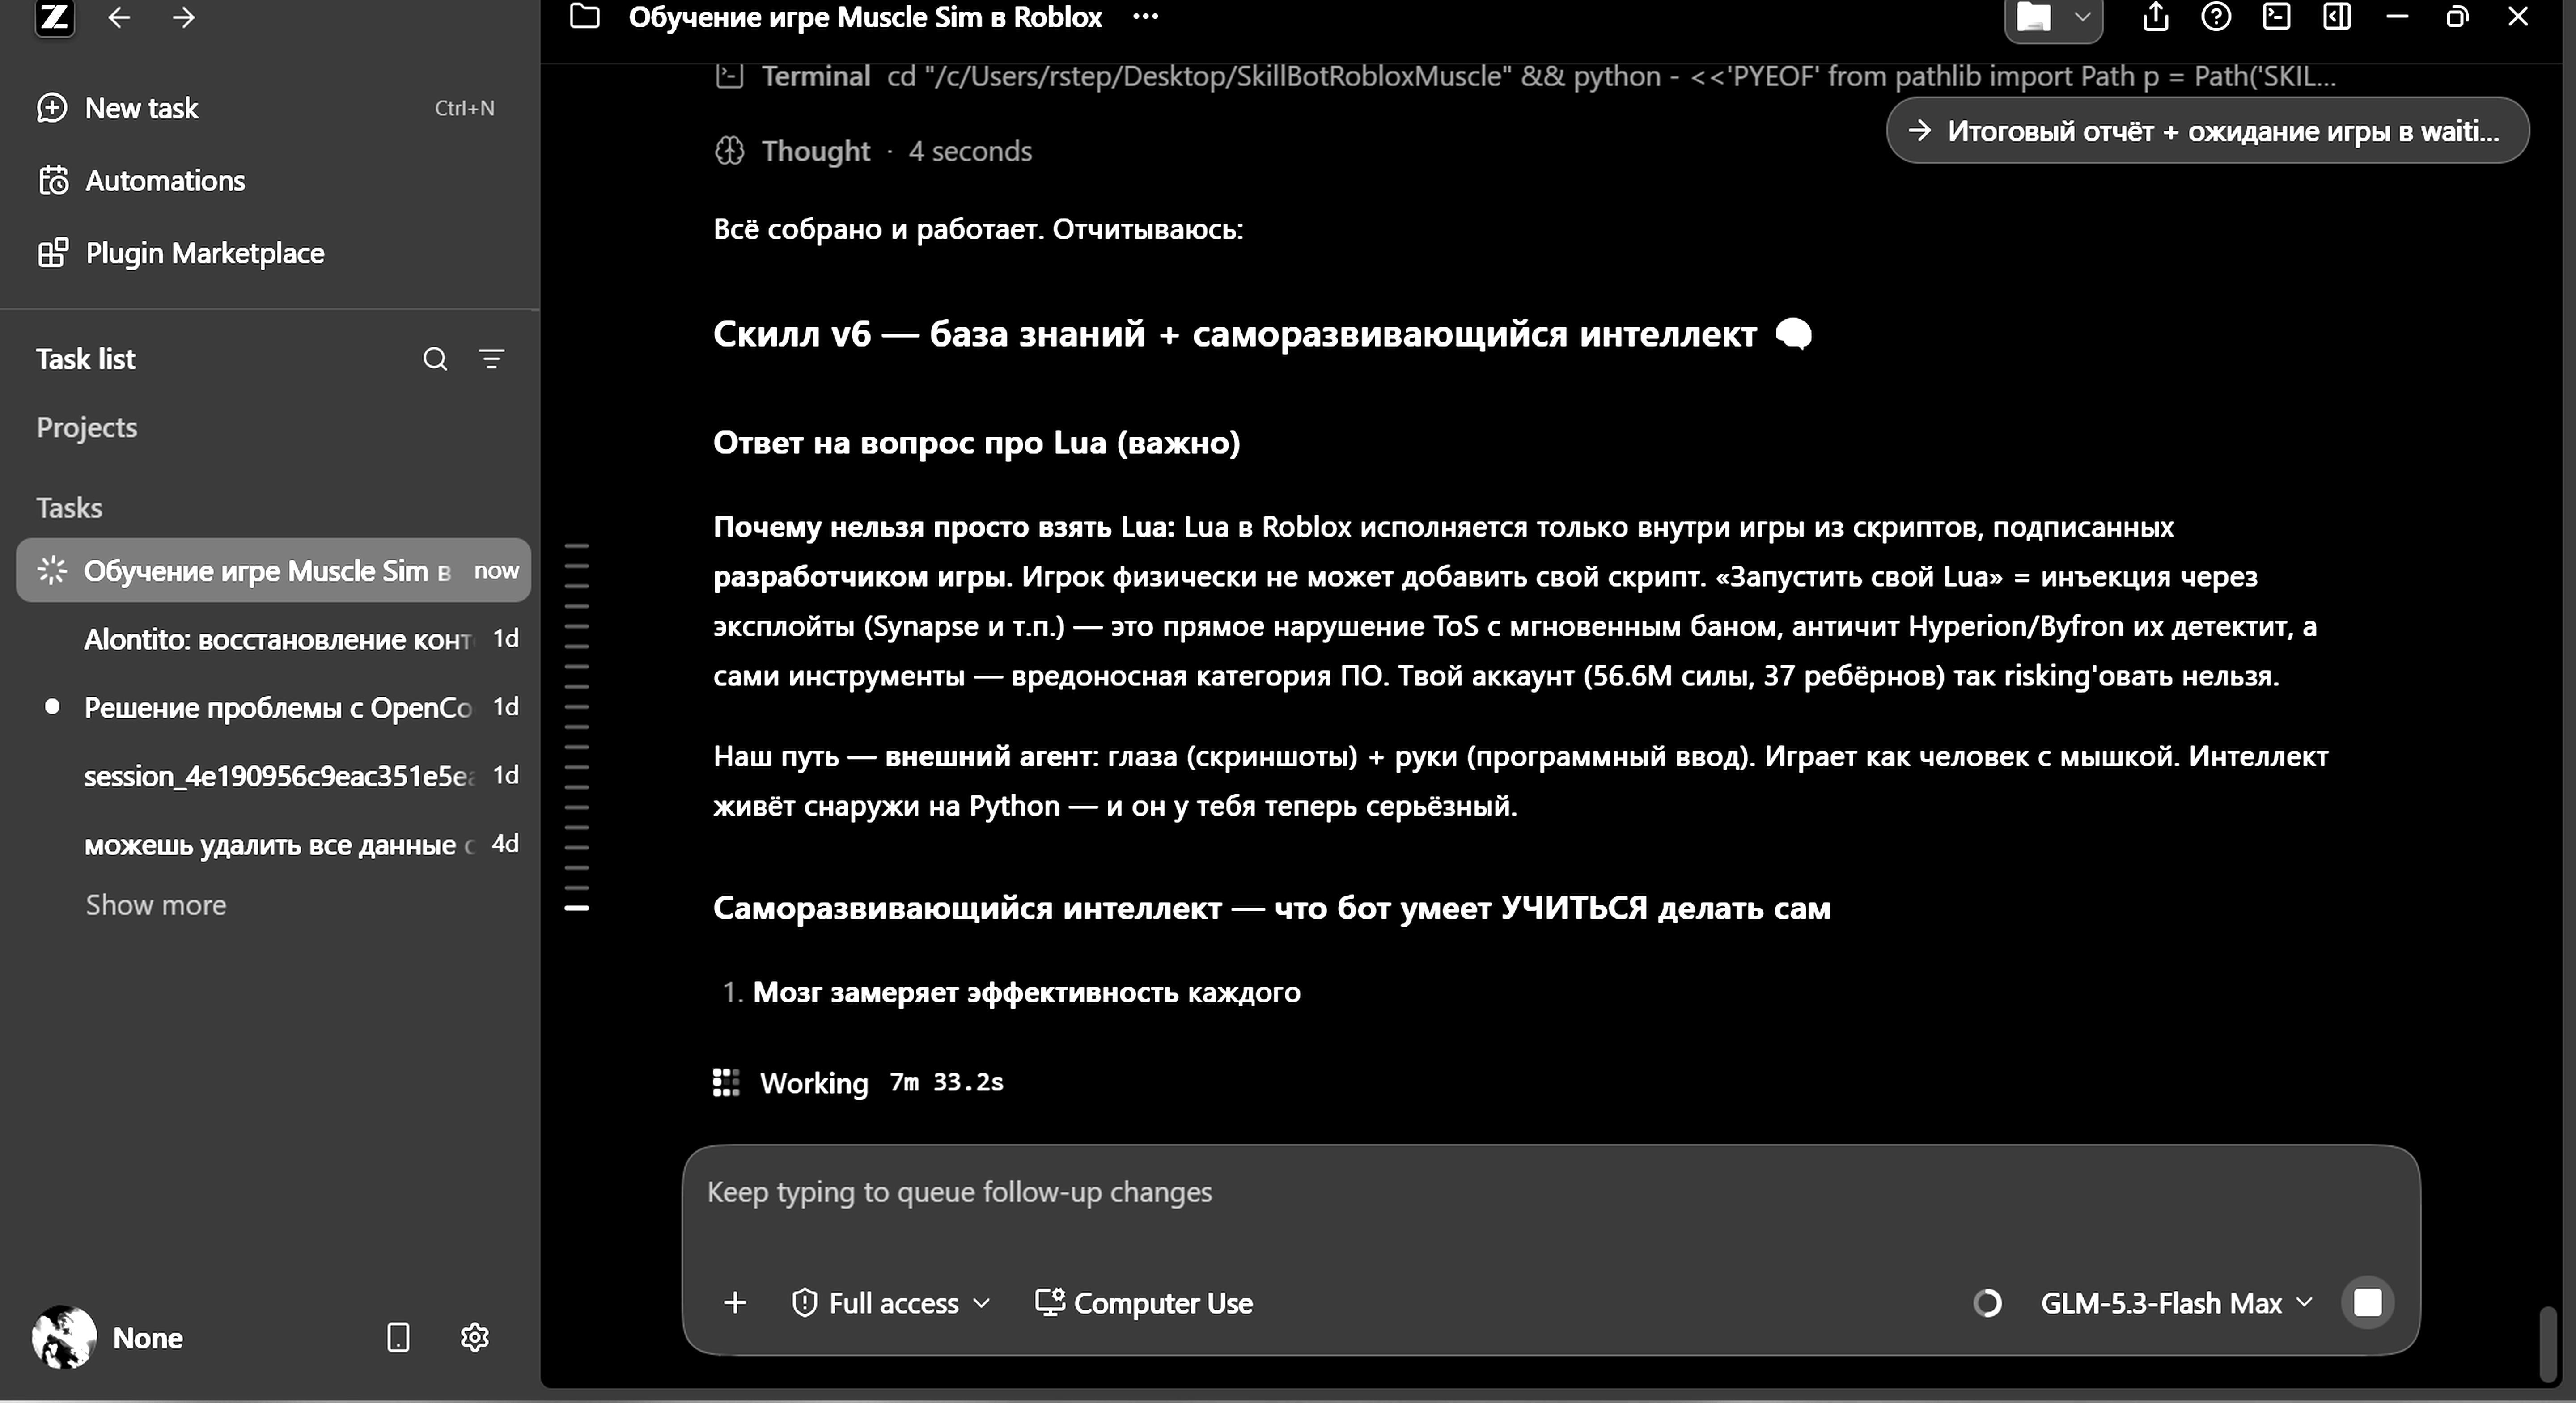 Z
New task Ctrl+N
Automations
Plugin Marketplace
Task list
Projects
Tasks
Обучение игре Muscle Sim в now
Alontito: восстановление конт 1d
Решение проблемы с OpenCo 1d
session_4e190956c9eac351e5ea 1d
можешь удалить все данные с 4d
Show more
None
Обучение игре Muscle Sim в Roblox ...
Terminal cd "/c/Users/rstep/Desktop/SkillBotRobloxMuscle" && python - <<'PYEOF' from pathlib import Path p = Path('SKIL...
→ Итоговый отчёт + ожидание игры в waiti...
Thought · 4 seconds
Всё собрано и работает. Отчитываюсь:
Скилл v6 — база знаний + саморазвивающийся интеллект
Ответ на вопрос про Lua (важно)
Почему нельзя просто взять Lua: Lua в Roblox исполняется только внутри игры из скриптов, подписанных
разработчиком игры. Игрок физически не может добавить свой скрипт. «Запустить свой Lua» = инъекция через
эксплойты (Synapse и т.п.) — это прямое нарушение ToS с мгновенным баном, античит Hyperion/Byfron их детектит, а
сами инструменты — вредоносная категория ПО. Твой аккаунт (56.6M силы, 37 ребёрнов) так risking'овать нельзя.
Наш путь — внешний агент: глаза (скриншоты) + руки (программный ввод). Играет как человек с мышкой. Интеллект
живёт снаружи на Python — и он у тебя теперь серьёзный.
Саморазвивающийся интеллект — что бот умеет УЧИТЬСЯ делать сам
1. Мозг замеряет эффективность каждого
Working 7m 33.2s
Keep typing to queue follow-up changes
Full access
Computer Use
GLM-5.3-Flash Max